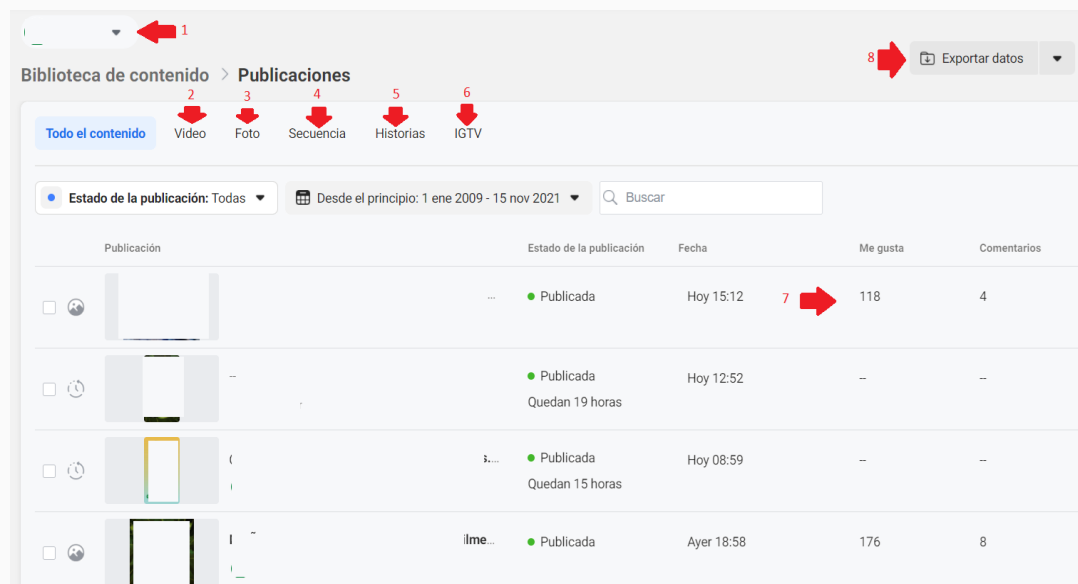 1
8
Exportar datos
Biblioteca de contenido > Publicaciones
2 3 4 5 6
Todo el contenido Video Foto Secuencia Historias IGTV
Estado de la publicación: Todas Desde el principio: 1 ene 2009 - 15 nov 2021 Buscar
Publicación Estado de la publicación Fecha Me gusta Comentarios
... Publicada Hoy 15:12 7 118 4
-- Publicada Hoy 12:52 -- --
Quedan 19 horas
s.... Publicada Hoy 08:59 -- --
Quedan 15 horas
ilme... Publicada Ayer 18:58 176 8